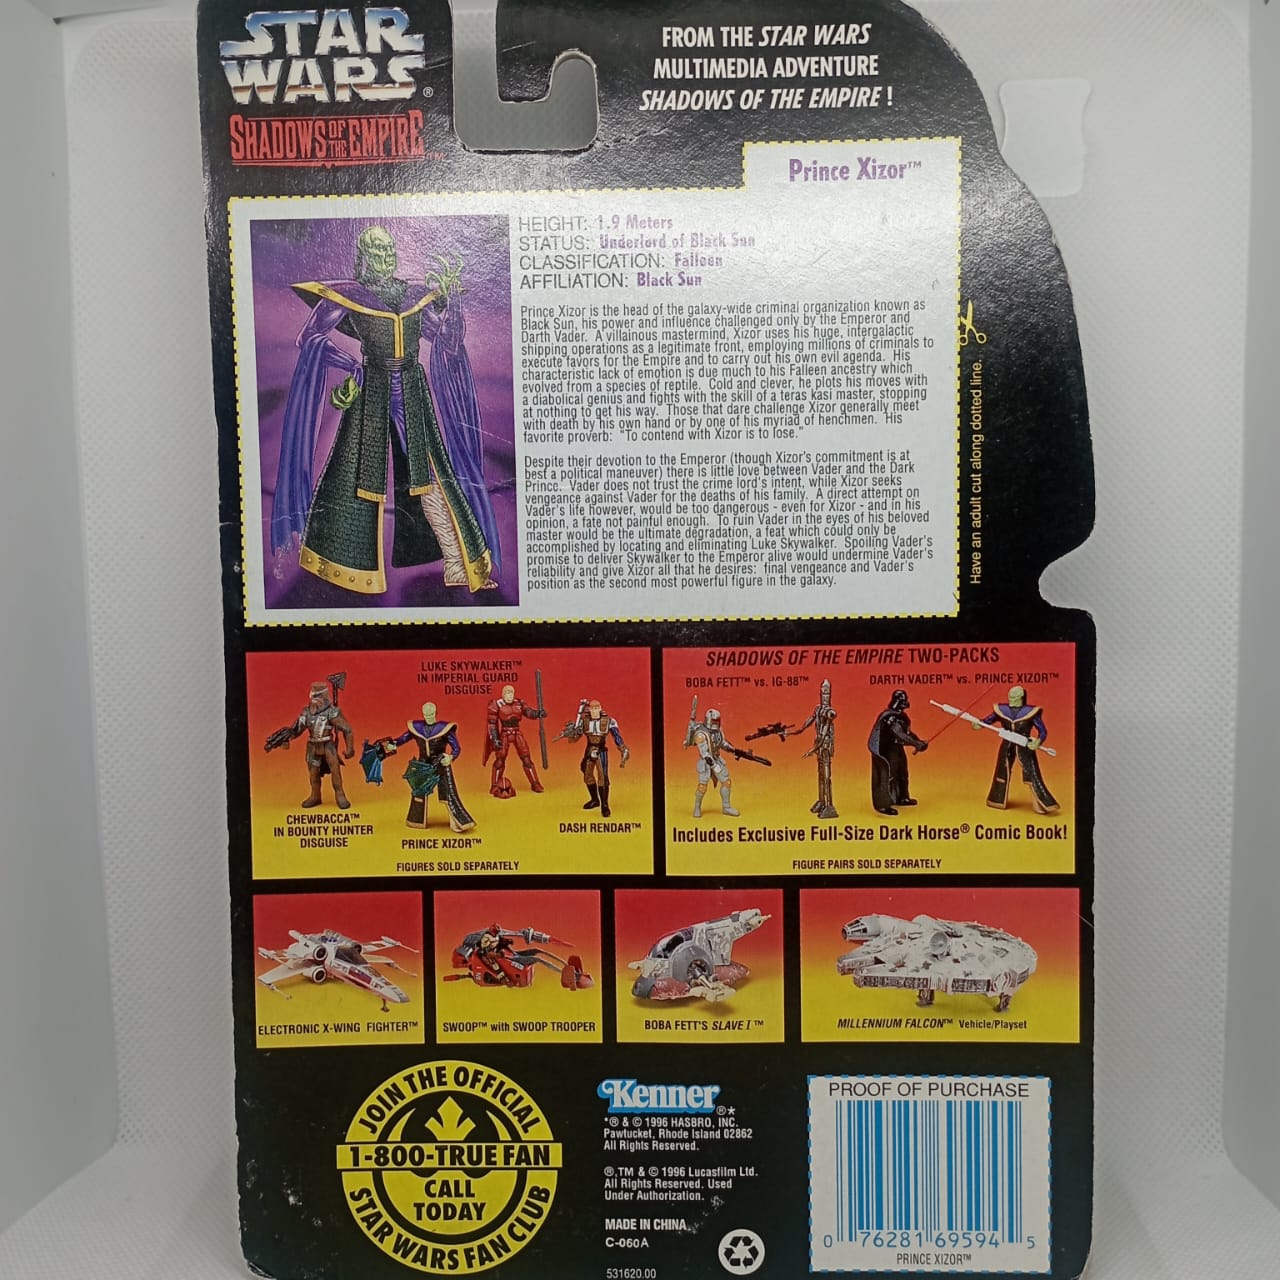 STAR
WARS®
SHADOWS OF THE EMPIRE™
FROM THE STAR WARS
MULTIMEDIA ADVENTURE
SHADOWS OF THE EMPIRE!
Prince Xizor™
HEIGHT: 1.9 Meters
STATUS: Underlord of Black Sun
CLASSIFICATION: Falleen
AFFILIATION: Black Sun
Prince Xizor is the head of the galaxy-wide criminal organization known as
Black Sun, his power and influence challenged only by the Emperor and
Darth Vader. A villainous mastermind, Xizor uses his huge, intergalactic
shipping operations as a legitimate front, employing millions of criminals to
execute favors for the Empire and to carry out his own evil agenda. His
characteristic lack of emotion is due much to his Falleen ancestry which
evolved from a species of reptile. Cold and clever, he plots his moves with
a diabolical genius and fights with the skill of a teras kasi master, stopping
at nothing to get his way. Those that dare challenge Xizor generally meet
with death by his own hand or by one of his myriad of henchmen. His
favorite proverb: "To contend with Xizor is to lose."
Despite their devotion to the Emperor (though Xizor's commitment is at
best a political maneuver) there is little love between Vader and the Dark
Prince. Vader does not trust the crime lord's intent, while Xizor seeks
vengeance against Vader for the deaths of his family. A direct attempt on
Vader's life however, would be too dangerous - even for Xizor - and in his
opinion, a fate not painful enough. To ruin Vader in the eyes of his beloved
master would be the ultimate degradation, a feat which could only be
accomplished by locating and eliminating Luke Skywalker. Spoiling Vader's
promise to deliver Skywalker to the Emperor alive would undermine Vader's
reliability and give Xizor all that he desires: final vengeance and Vader's
position as the second most powerful figure in the galaxy.
Have an adult cut along dotted line.
LUKE SKYWALKER™
IN IMPERIAL GUARD
DISGUISE
CHEWBACCA™
IN BOUNTY HUNTER
DISGUISE
PRINCE XIZOR™
DASH RENDAR™
FIGURES SOLD SEPARATELY
SHADOWS OF THE EMPIRE TWO-PACKS
BOBA FETT™ vs. IG-88™
DARTH VADER™ vs. PRINCE XIZOR™
Includes Exclusive Full-Size Dark Horse® Comic Book!
FIGURE PAIRS SOLD SEPARATELY
ELECTRONIC X-WING FIGHTER™
SWOOP™ with SWOOP TROOPER
BOBA FETT'S SLAVE I™
MILLENNIUM FALCON™ Vehicle/Playset
JOIN THE OFFICIAL
1-800-TRUE FAN
CALL
TODAY
STAR WARS FAN CLUB
Kenner®*
*® & © 1996 HASBRO, INC.
Pawtucket, Rhode Island 02862
All Rights Reserved.
®,TM & © 1996 Lucasfilm Ltd.
All Rights Reserved. Used
Under Authorization.
MADE IN CHINA
C-060A
531620.00
PROOF OF PURCHASE
0 76281 69594 5
PRINCE XIZOR™